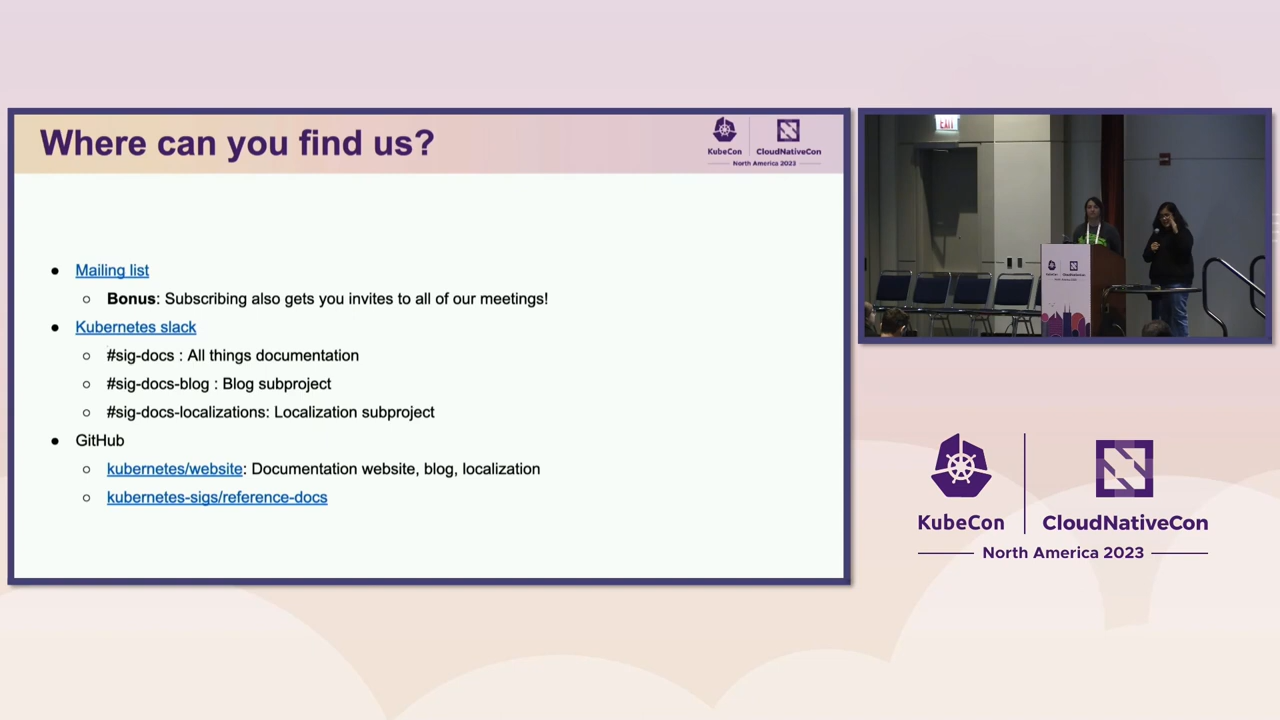 Where can you find us?
KubeCon
CloudNativeCon
North America 2023
Mailing list
Bonus: Subscribing also gets you invites to all of our meetings!
Kubernetes slack
#sig-docs : All things documentation
#sig-docs-blog : Blog subproject
#sig-docs-localizations: Localization subproject
GitHub
kubernetes/website: Documentation website, blog, localization
kubernetes-sigs/reference-docs
EXIT
KubeCon
CloudNativeCon
North America 2023